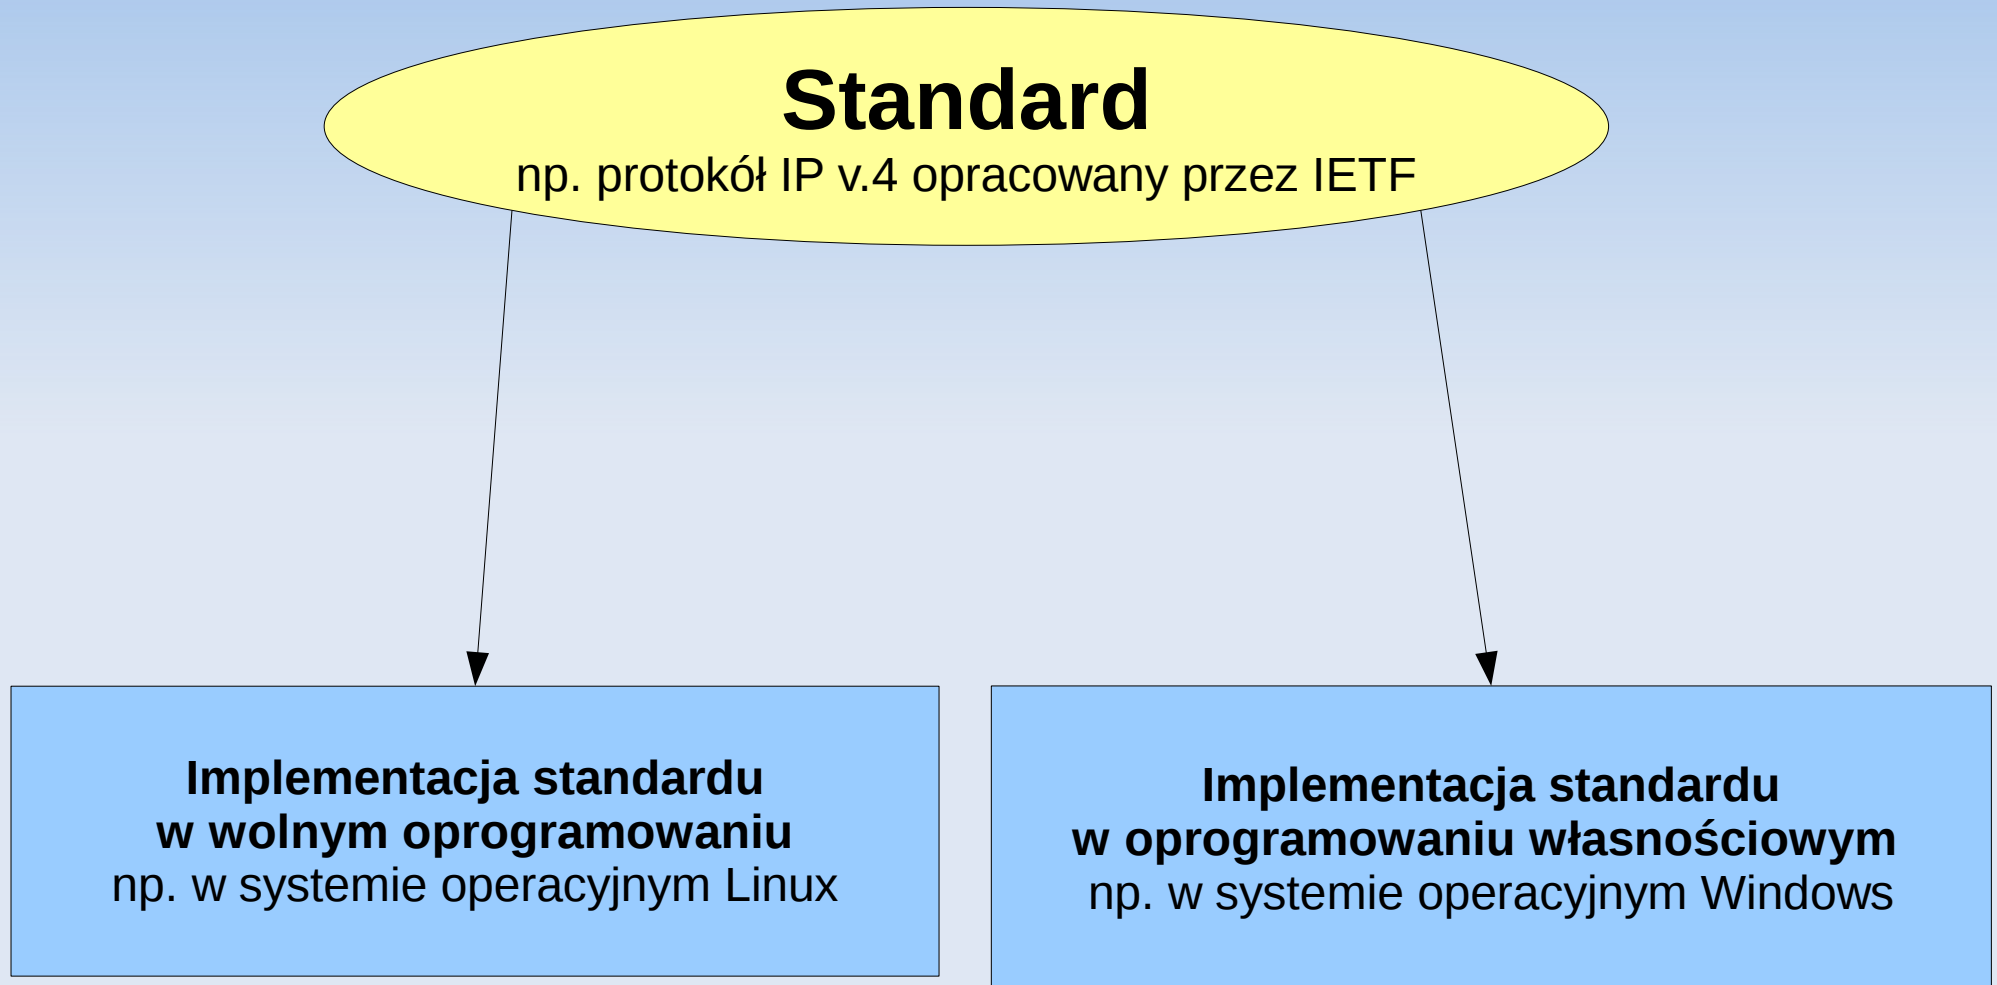 Standard
np. protokół IP v.4 opracowany przez IETF
Implementacja standardu
w wolnym oprogramowaniu
np. w systemie operacyjnym Linux
Implementacja standardu
w oprogramowaniu własnościowym
np. w systemie operacyjnym Windows